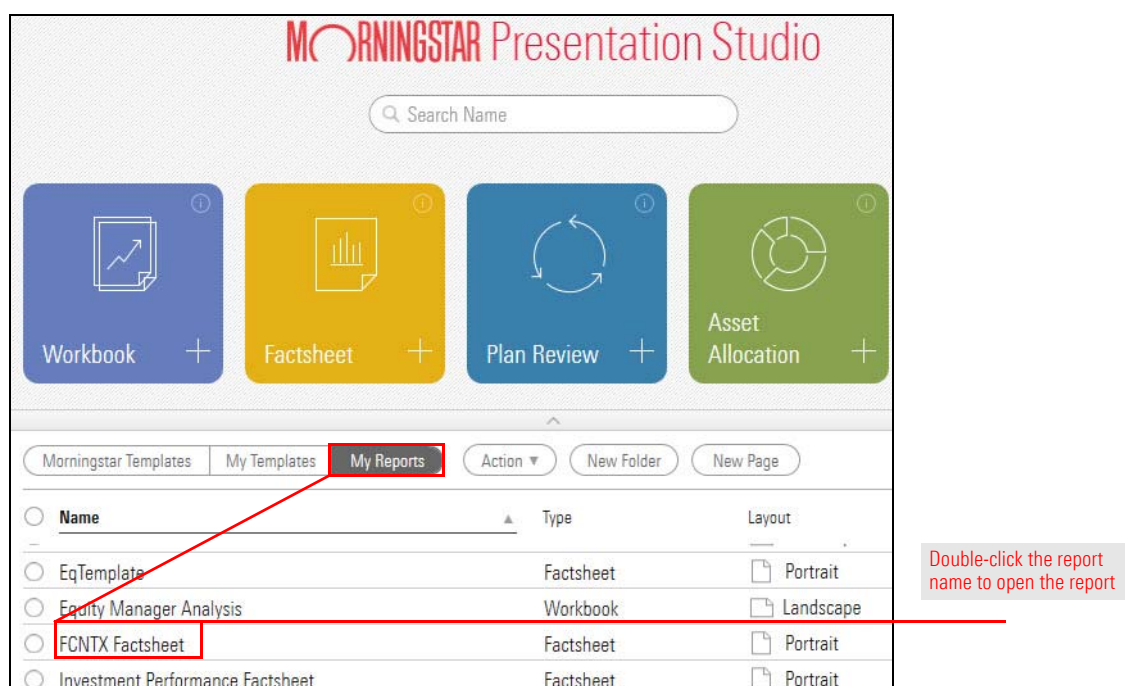 MORNINGSTAR Presentation Studio
Search Name
Workbook
Factsheet
Plan Review
Asset
Allocation
Morningstar Templates My Templates My Reports Action New Folder New Page
Name Type Layout
EqTemplate Factsheet Portrait
Equity Manager Analysis Workbook Landscape
FCNTX Factsheet Factsheet Portrait
Investment Performance Factsheet Factsheet Portrait
Double-click the report
name to open the report